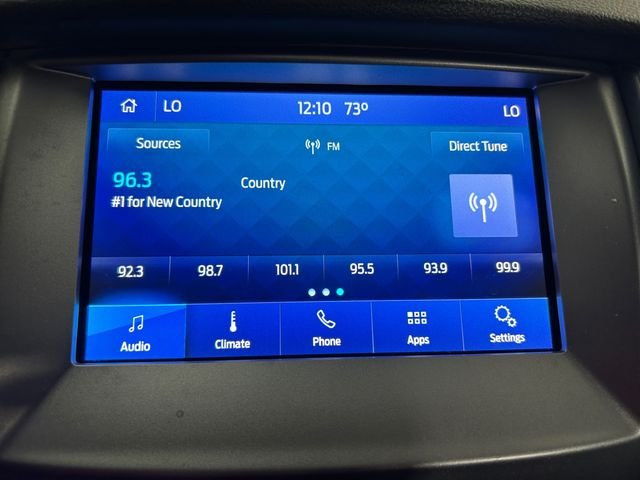 LO 12:10 73° LO
Sources FM Direct Tune
96.3 Country
#1 for New Country
92.3 98.7 101.1 95.5 93.9 99.9
Audio Climate Phone Apps Settings